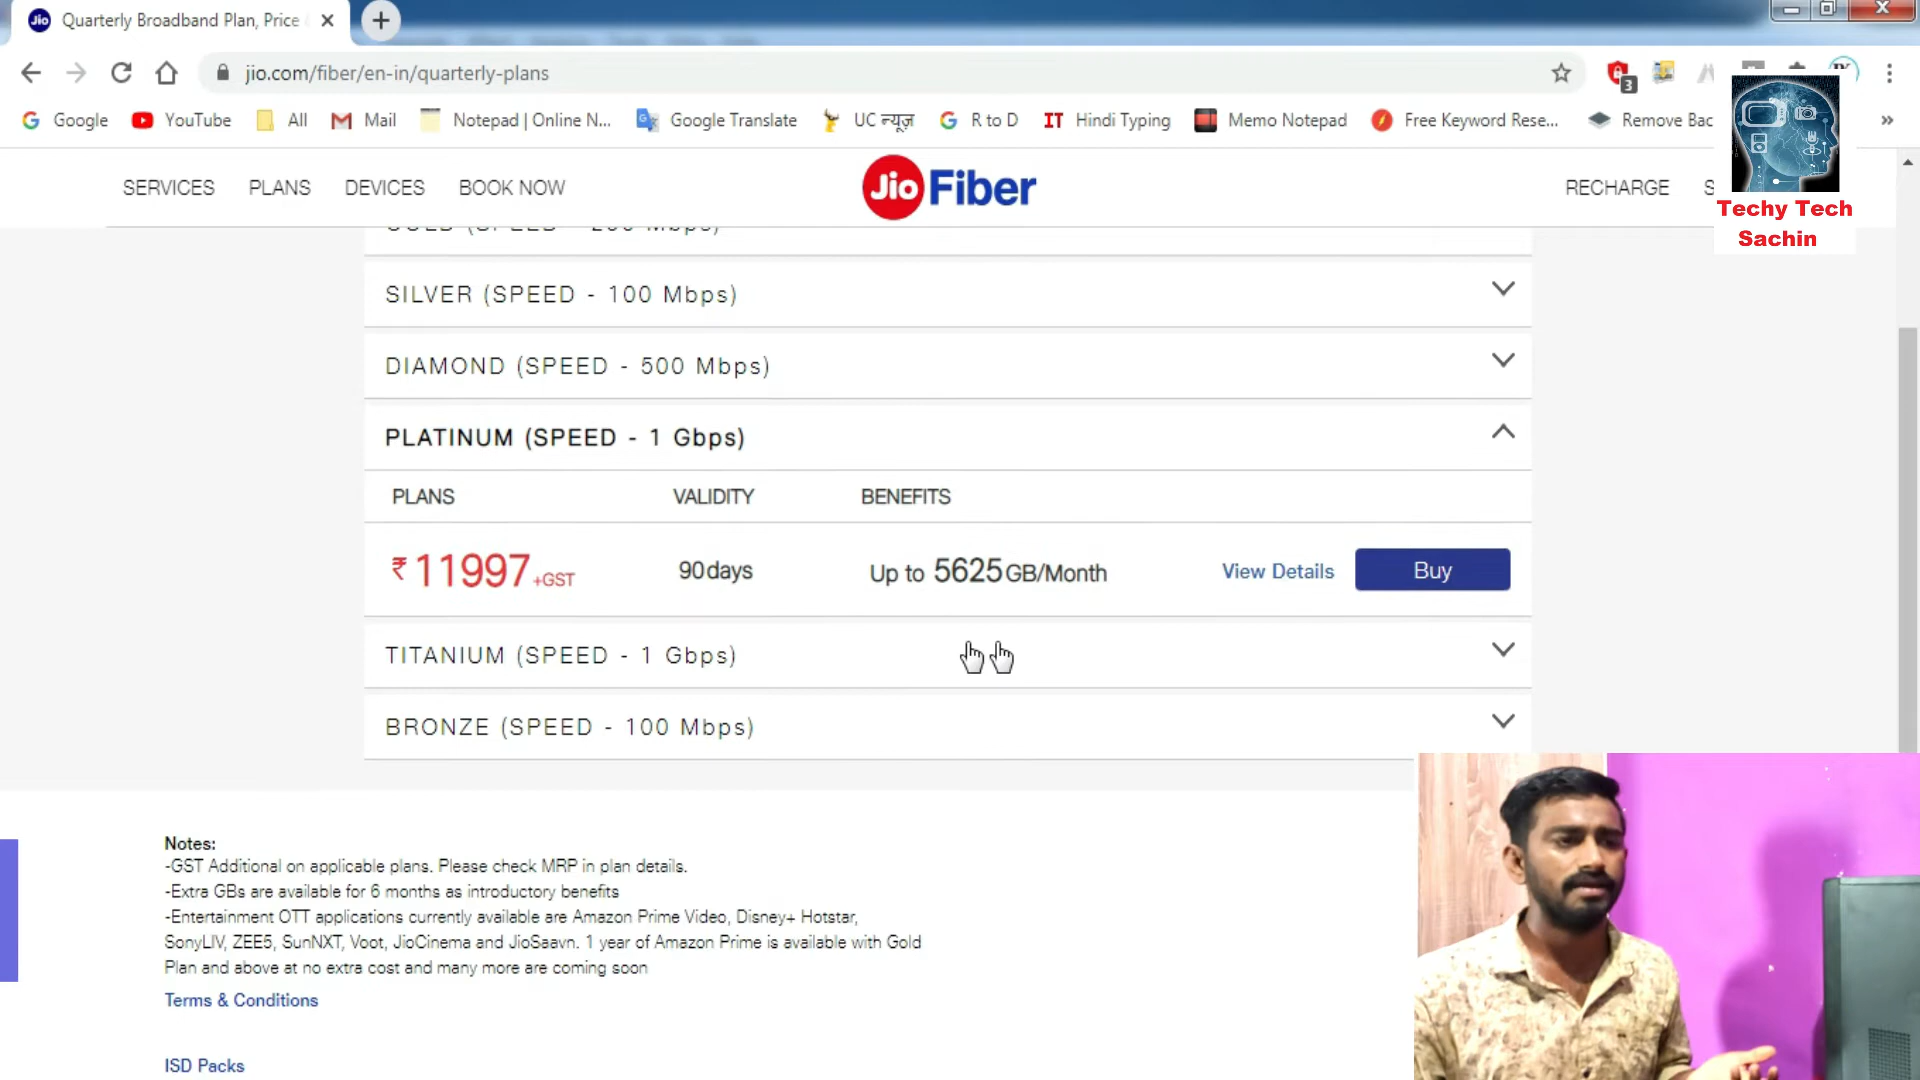 Jio Quarterly Broadband Plan, Price
jio.com/fiber/en-in/quarterly-plans
3
Google YouTube All Mail Notepad | Online N... Google Translate UC न्यूज़ R to D IT Hindi Typing Memo Notepad Free Keyword Rese... Remove Bac
SERVICES PLANS DEVICES BOOK NOW Jio Fiber RECHARGE
Techy Tech
Sachin
GOLD (SPEED - 250 Mbps)
SILVER (SPEED - 100 Mbps)
DIAMOND (SPEED - 500 Mbps)
PLATINUM (SPEED - 1 Gbps)
PLANS VALIDITY BENEFITS
₹11997+GST 90days Up to 5625GB/Month View Details Buy
TITANIUM (SPEED - 1 Gbps)
BRONZE (SPEED - 100 Mbps)
Notes:
-GST Additional on applicable plans. Please check MRP in plan details.
-Extra GBs are available for 6 months as introductory benefits
-Entertainment OTT applications currently available are Amazon Prime Video, Disney+ Hotstar,
SonyLIV, ZEE5, SunNXT, Voot, JioCinema and JioSaavn. 1 year of Amazon Prime is available with Gold
Plan and above at no extra cost and many more are coming soon
Terms & Conditions
ISD Packs